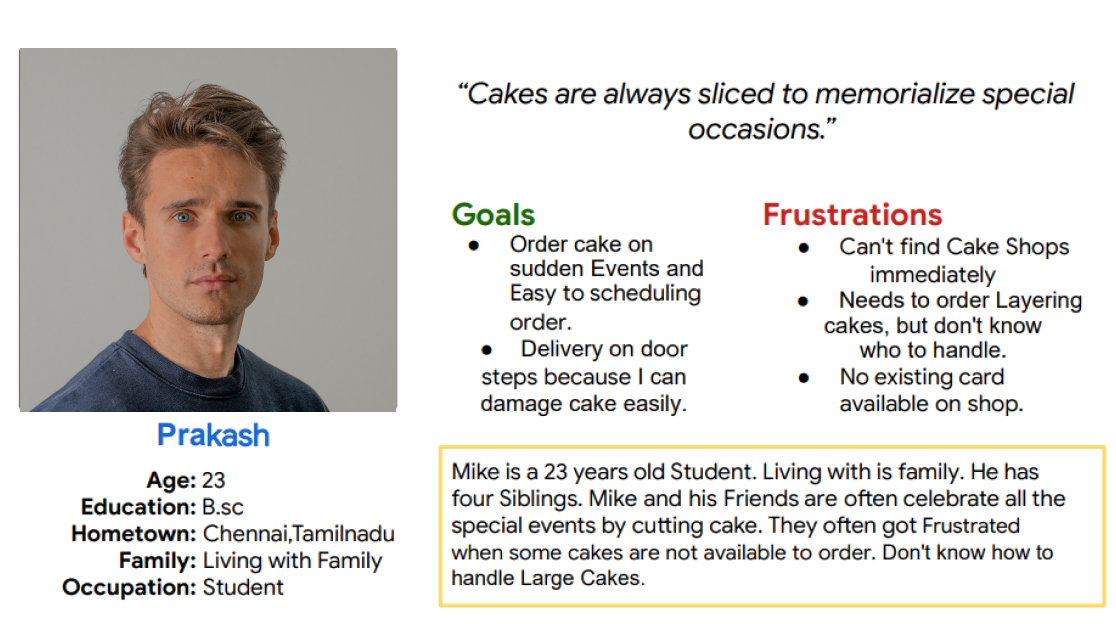 “Cakes are always sliced to memorialize special
occasions.”
Goals
● Order cake on
sudden Events and
Easy to scheduling
order.
● Delivery on door
steps because I can
damage cake easily.
Frustrations
● Can't find Cake Shops
immediately
● Needs to order Layering
cakes, but don't know
who to handle.
● No existing card
available on shop.
Prakash
Age: 23
Education: B.sc
Hometown: Chennai,Tamilnadu
Family: Living with Family
Occupation: Student
Mike is a 23 years old Student. Living with is family. He has
four Siblings. Mike and his Friends are often celebrate all the
special events by cutting cake. They often got Frustrated
when some cakes are not available to order. Don't know how to
handle Large Cakes.